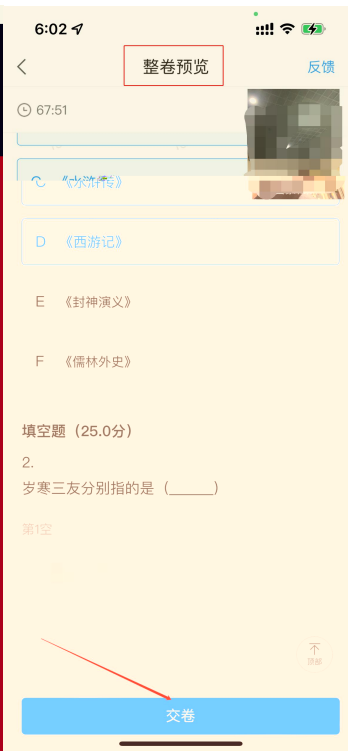 6:02
整卷预览
反馈
67:51
C 《水浒传》
D 《西游记》
E 《封神演义》
F 《儒林外史》
填空题（25.0分）
2.
岁寒三友分别指的是（______）
第1空
顶部
交卷